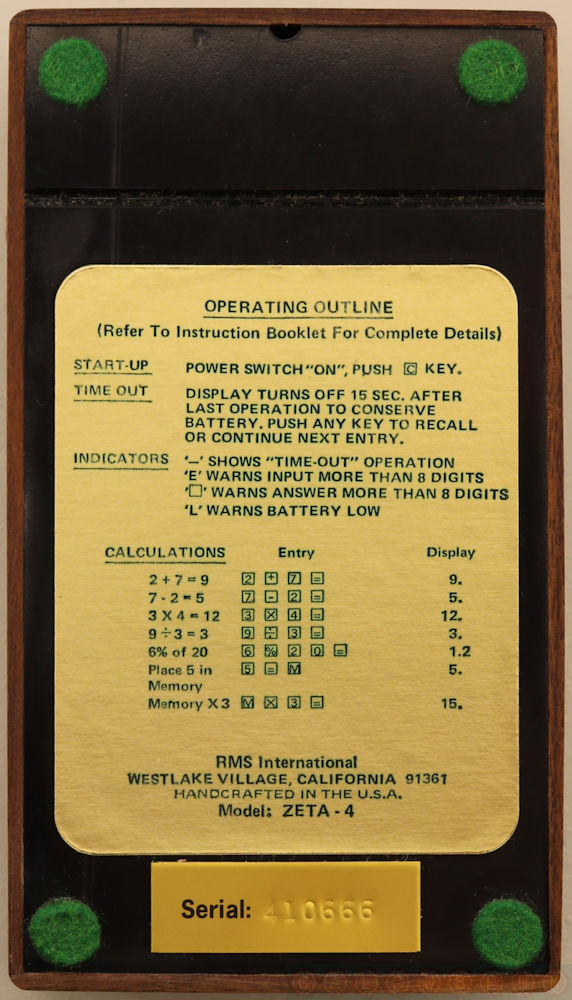 OPERATING OUTLINE
(Refer To Instruction Booklet For Complete Details)
START-UP POWER SWITCH "ON", PUSH C KEY.
TIME OUT DISPLAY TURNS OFF 15 SEC. AFTER
LAST OPERATION TO CONSERVE
BATTERY. PUSH ANY KEY TO RECALL
OR CONTINUE NEXT ENTRY.
INDICATORS '–' SHOWS "TIME-OUT" OPERATION
'E' WARNS INPUT MORE THAN 8 DIGITS
'□' WARNS ANSWER MORE THAN 8 DIGITS
'L' WARNS BATTERY LOW
CALCULATIONS Entry Display
2 + 7 = 9 2 + 7 = 9.
7 - 2 = 5 7 - 2 = 5.
3 X 4 = 12 3 X 4 = 12.
9 ÷ 3 = 3 9 ÷ 3 = 3.
6% of 20 6 % 2 0 = 1.2
Place 5 in 5 = M 5.
Memory
Memory X 3 M X 3 = 15.
RMS International
WESTLAKE VILLAGE, CALIFORNIA 91361
HANDCRAFTED IN THE U.S.A.
Model: ZETA - 4
Serial: 410666